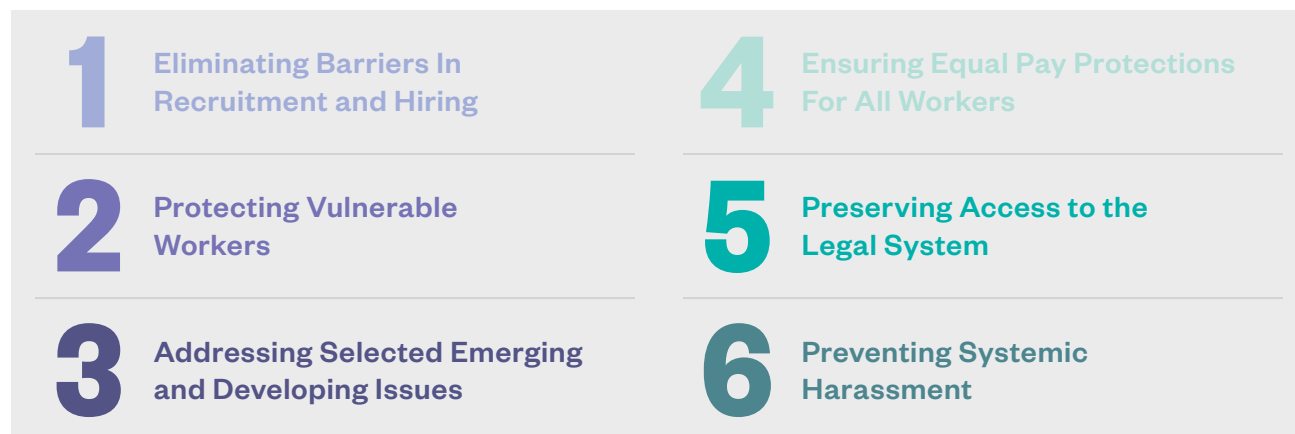 1
Eliminating Barriers In
Recruitment and Hiring
2
Protecting Vulnerable
Workers
3
Addressing Selected Emerging
and Developing Issues
4
Ensuring Equal Pay Protections
For All Workers
5
Preserving Access to the
Legal System
6
Preventing Systemic
Harassment